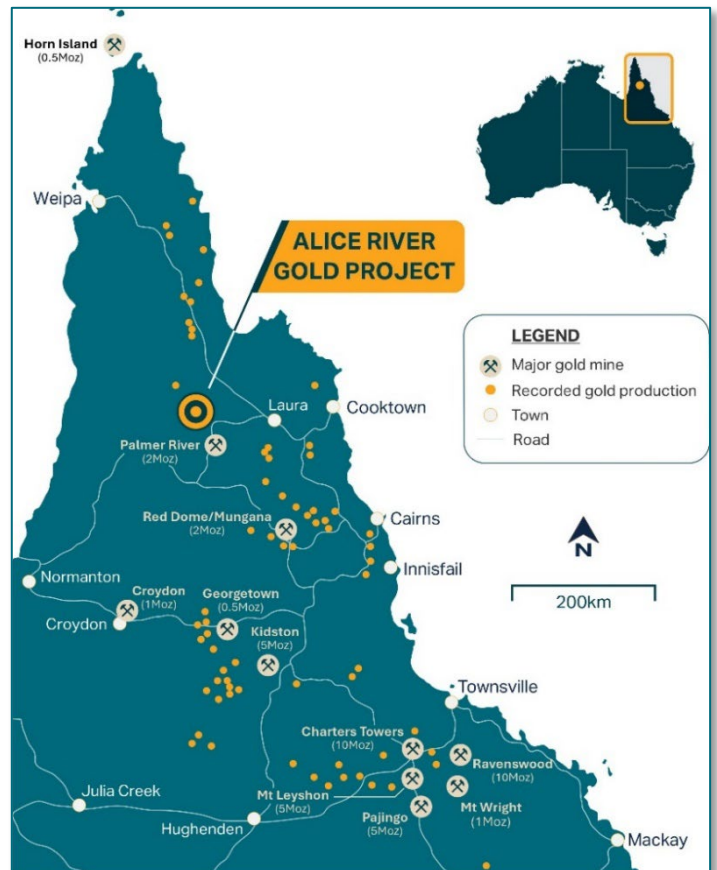 Horn Island
(0.5Moz)
Weipa
ALICE RIVER
GOLD PROJECT
LEGEND
Major gold mine
Recorded gold production
Town
Road
Laura
Cooktown
Palmer River
(2Moz)
Red Dome/Mungana
(2Moz)
Cairns
N
Innisfail
200km
Normanton
Croydon
(1Moz)
Georgetown
(0.5Moz)
Croydon
Kidston
(5Moz)
Townsville
Charters Towers
(10Moz)
Ravenswood
(10Moz)
Mt Leyshon
(5Moz)
Mt Wright
(1Moz)
Pajingo
(5Moz)
Julia Creek
Hughenden
Mackay